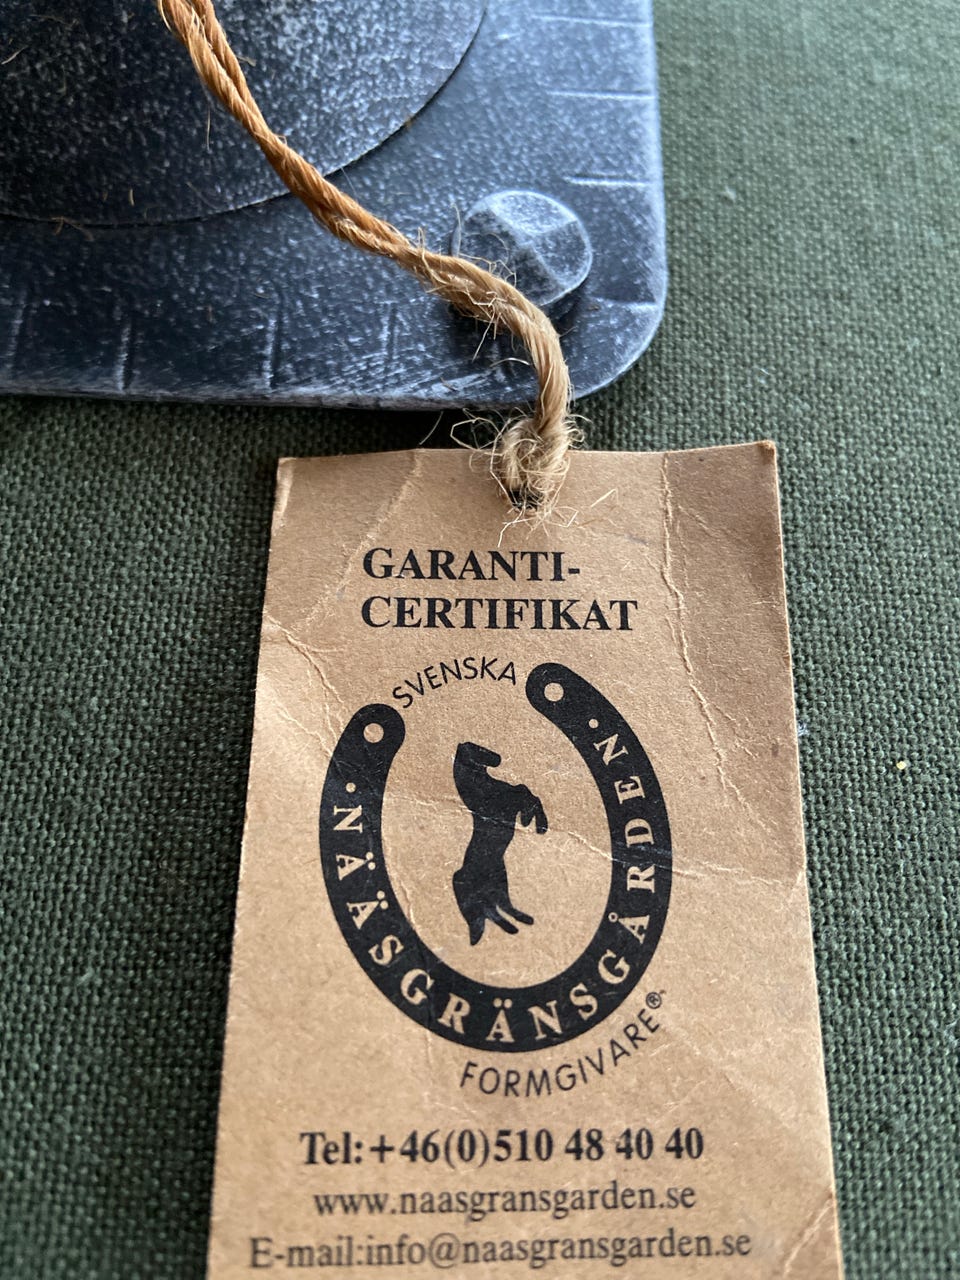 GARANTI-
CERTIFIKAT
SVENSKA
·NÄÄSGRÄNSGÅRDEN·
FORMGIVARE®
Tel:+46(0)510 48 40 40
www.naasgransgarden.se
E-mail:info@naasgransgarden.se